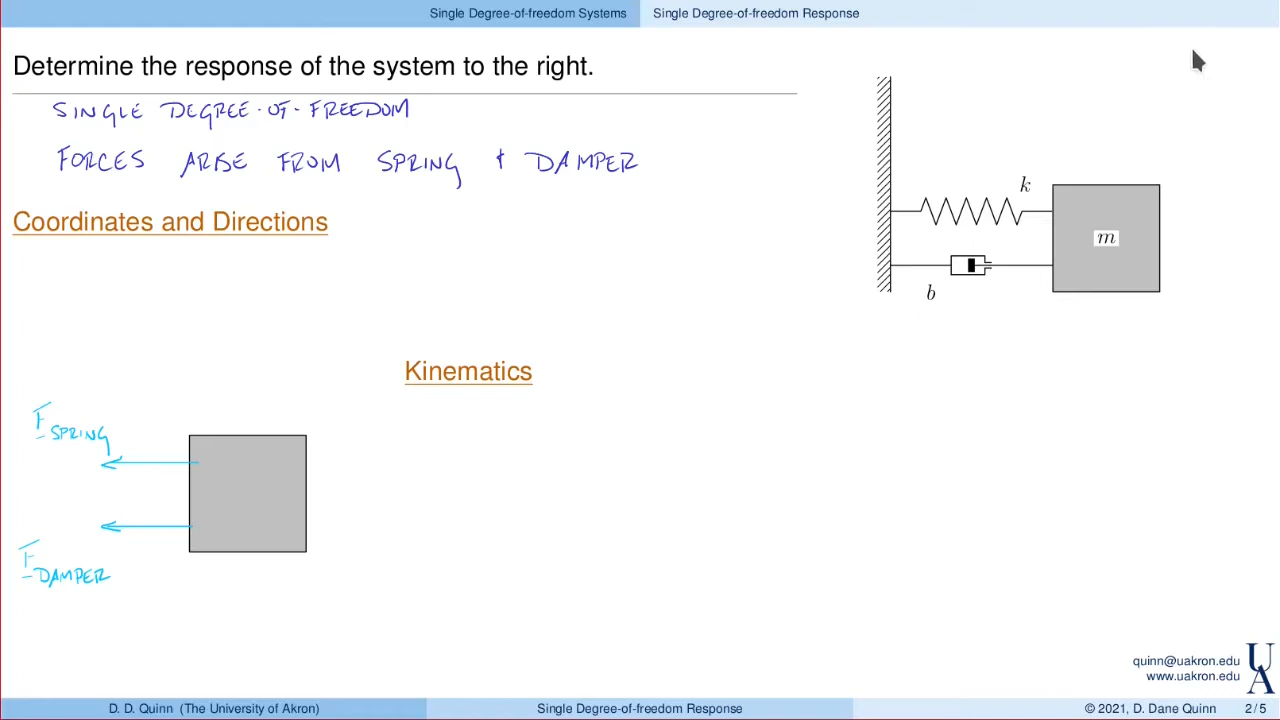 Single Degree-of-freedom Systems Single Degree-of-freedom Response
Determine the response of the system to the right.
SINGLE DEGREE-OF-FREEDOM
FORCES ARISE FROM SPRING & DAMPER
k
Coordinates and Directions
m
b
Kinematics
F SPRING
F DAMPER
quinn@uakron.edu
www.uakron.edu
UA
D. D. Quinn (The University of Akron) Single Degree-of-freedom Response © 2021, D. Dane Quinn 2/5